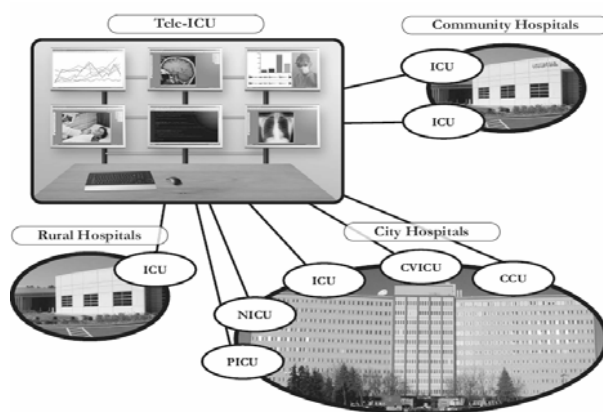 Tele-ICU
Community Hospitals
ICU
ICU
Rural Hospitals
City Hospitals
ICU
ICU
CVICU
CCU
NICU
PICU